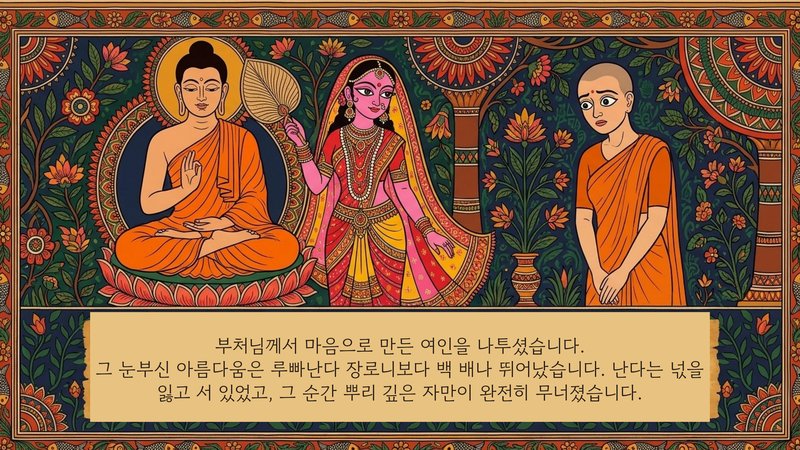 부처님께서 마음으로 만든 여인을 나투셨습니다.
그 눈부신 아름다움은 루빠난다 장로니보다 백 배나 뛰어났습니다. 난다는 넋을
잃고 서 있었고, 그 순간 뿌리 깊은 자만이 완전히 무너졌습니다.